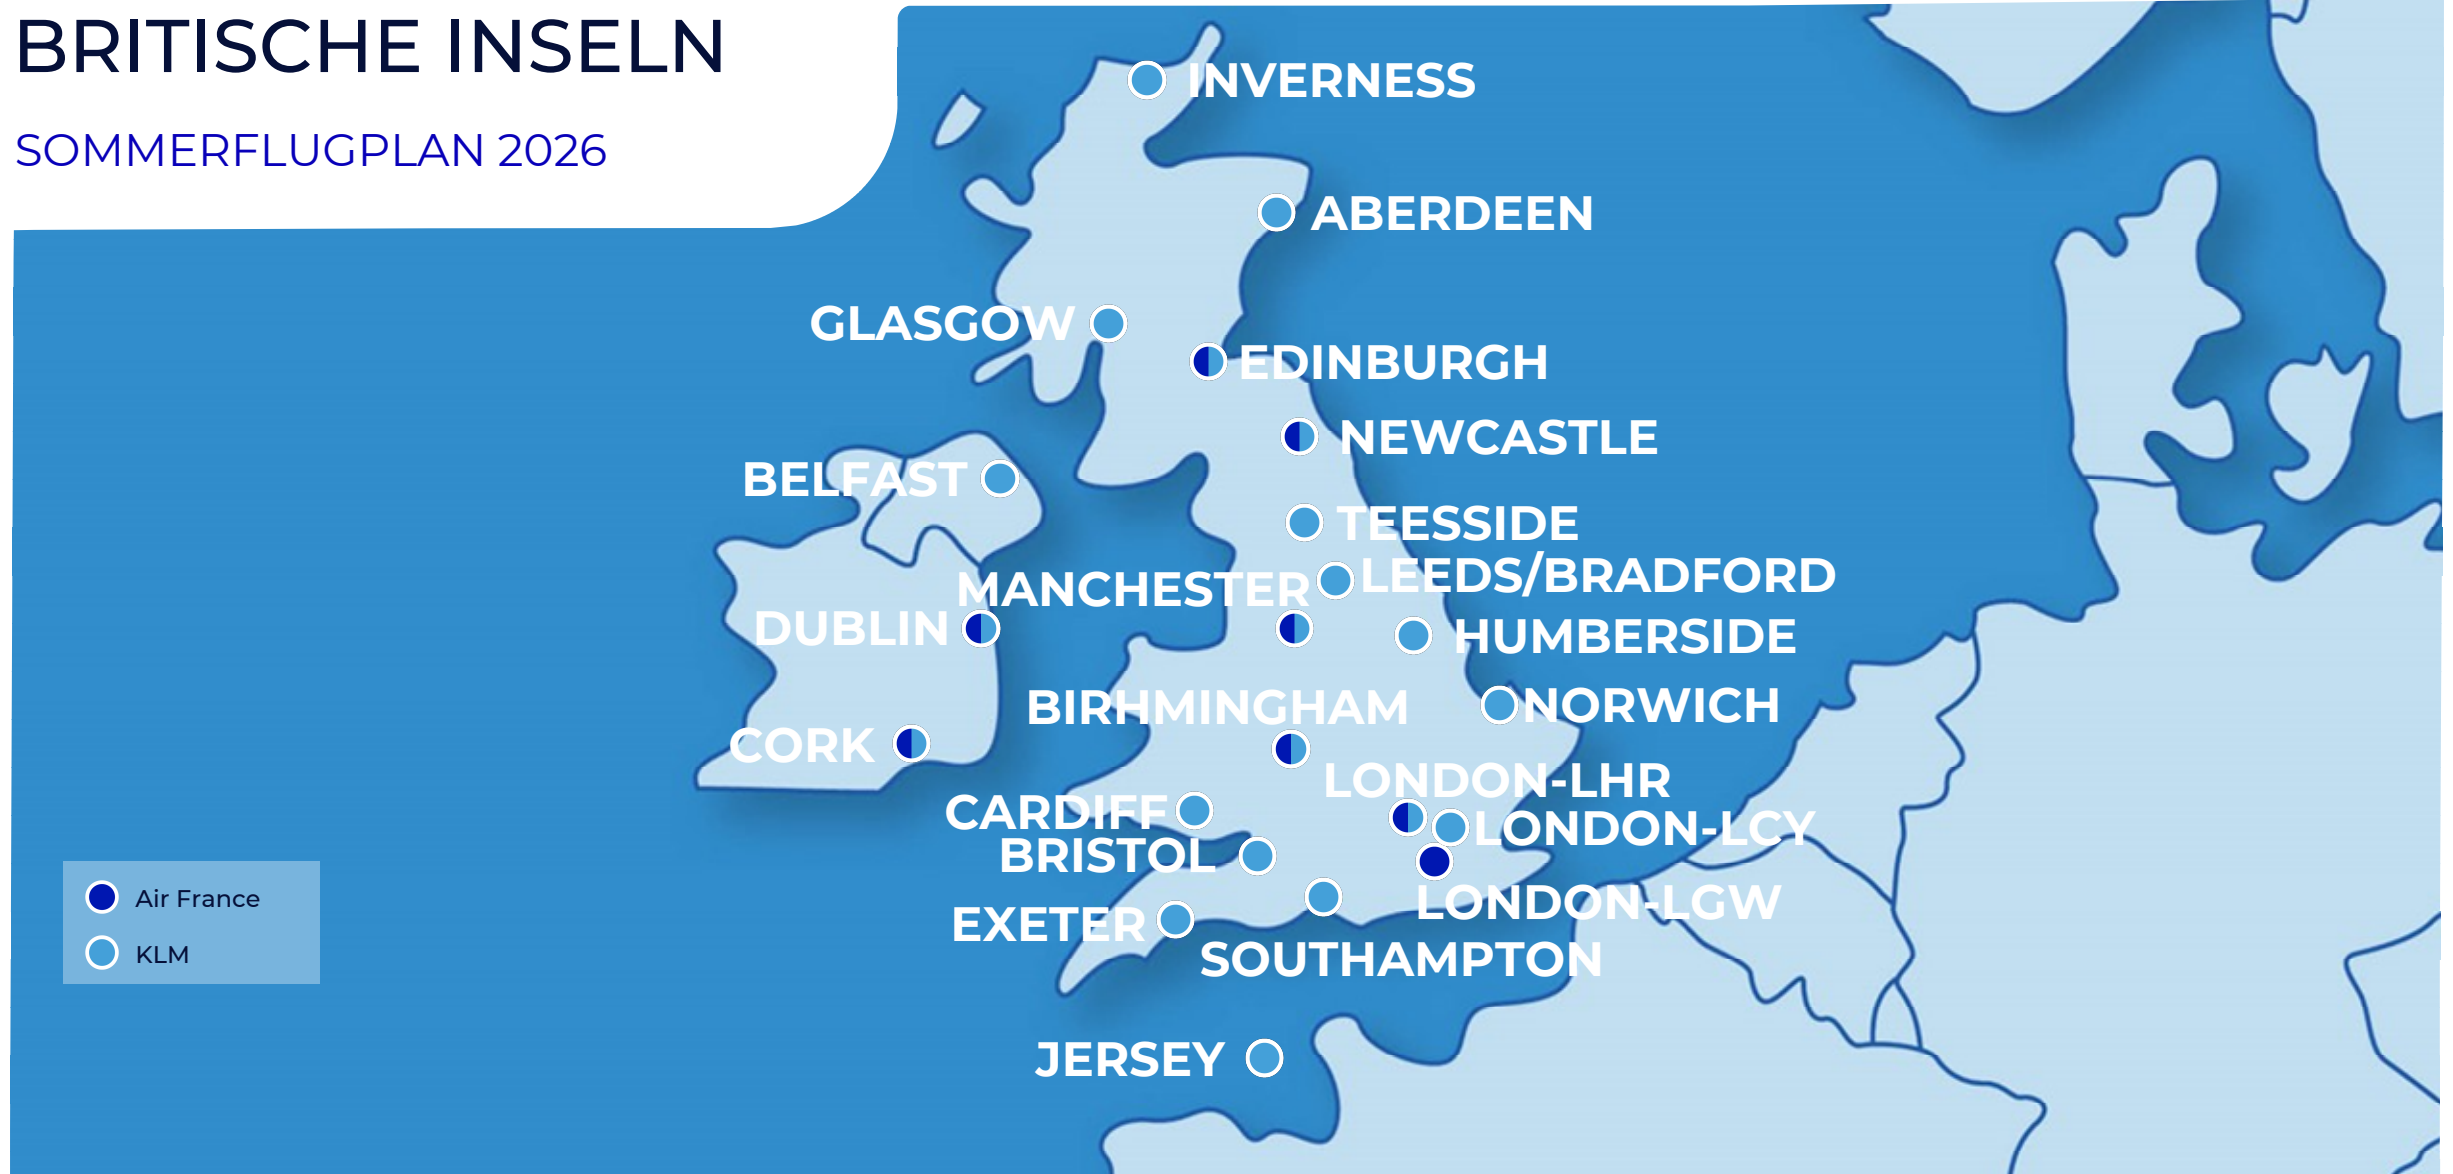 BRITISCHE INSELN
SOMMERFLUGPLAN 2026
INVERNESS
ABERDEEN
GLASGOW
EDINBURGH
NEWCASTLE
BELFAST
TEESSIDE
MANCHESTER
LEEDS/BRADFORD
DUBLIN
HUMBERSIDE
BIRHMINGHAM
NORWICH
CORK
LONDON-LHR
CARDIFF
LONDON-LCY
BRISTOL
LONDON-LGW
EXETER
SOUTHAMPTON
JERSEY
Air France
KLM